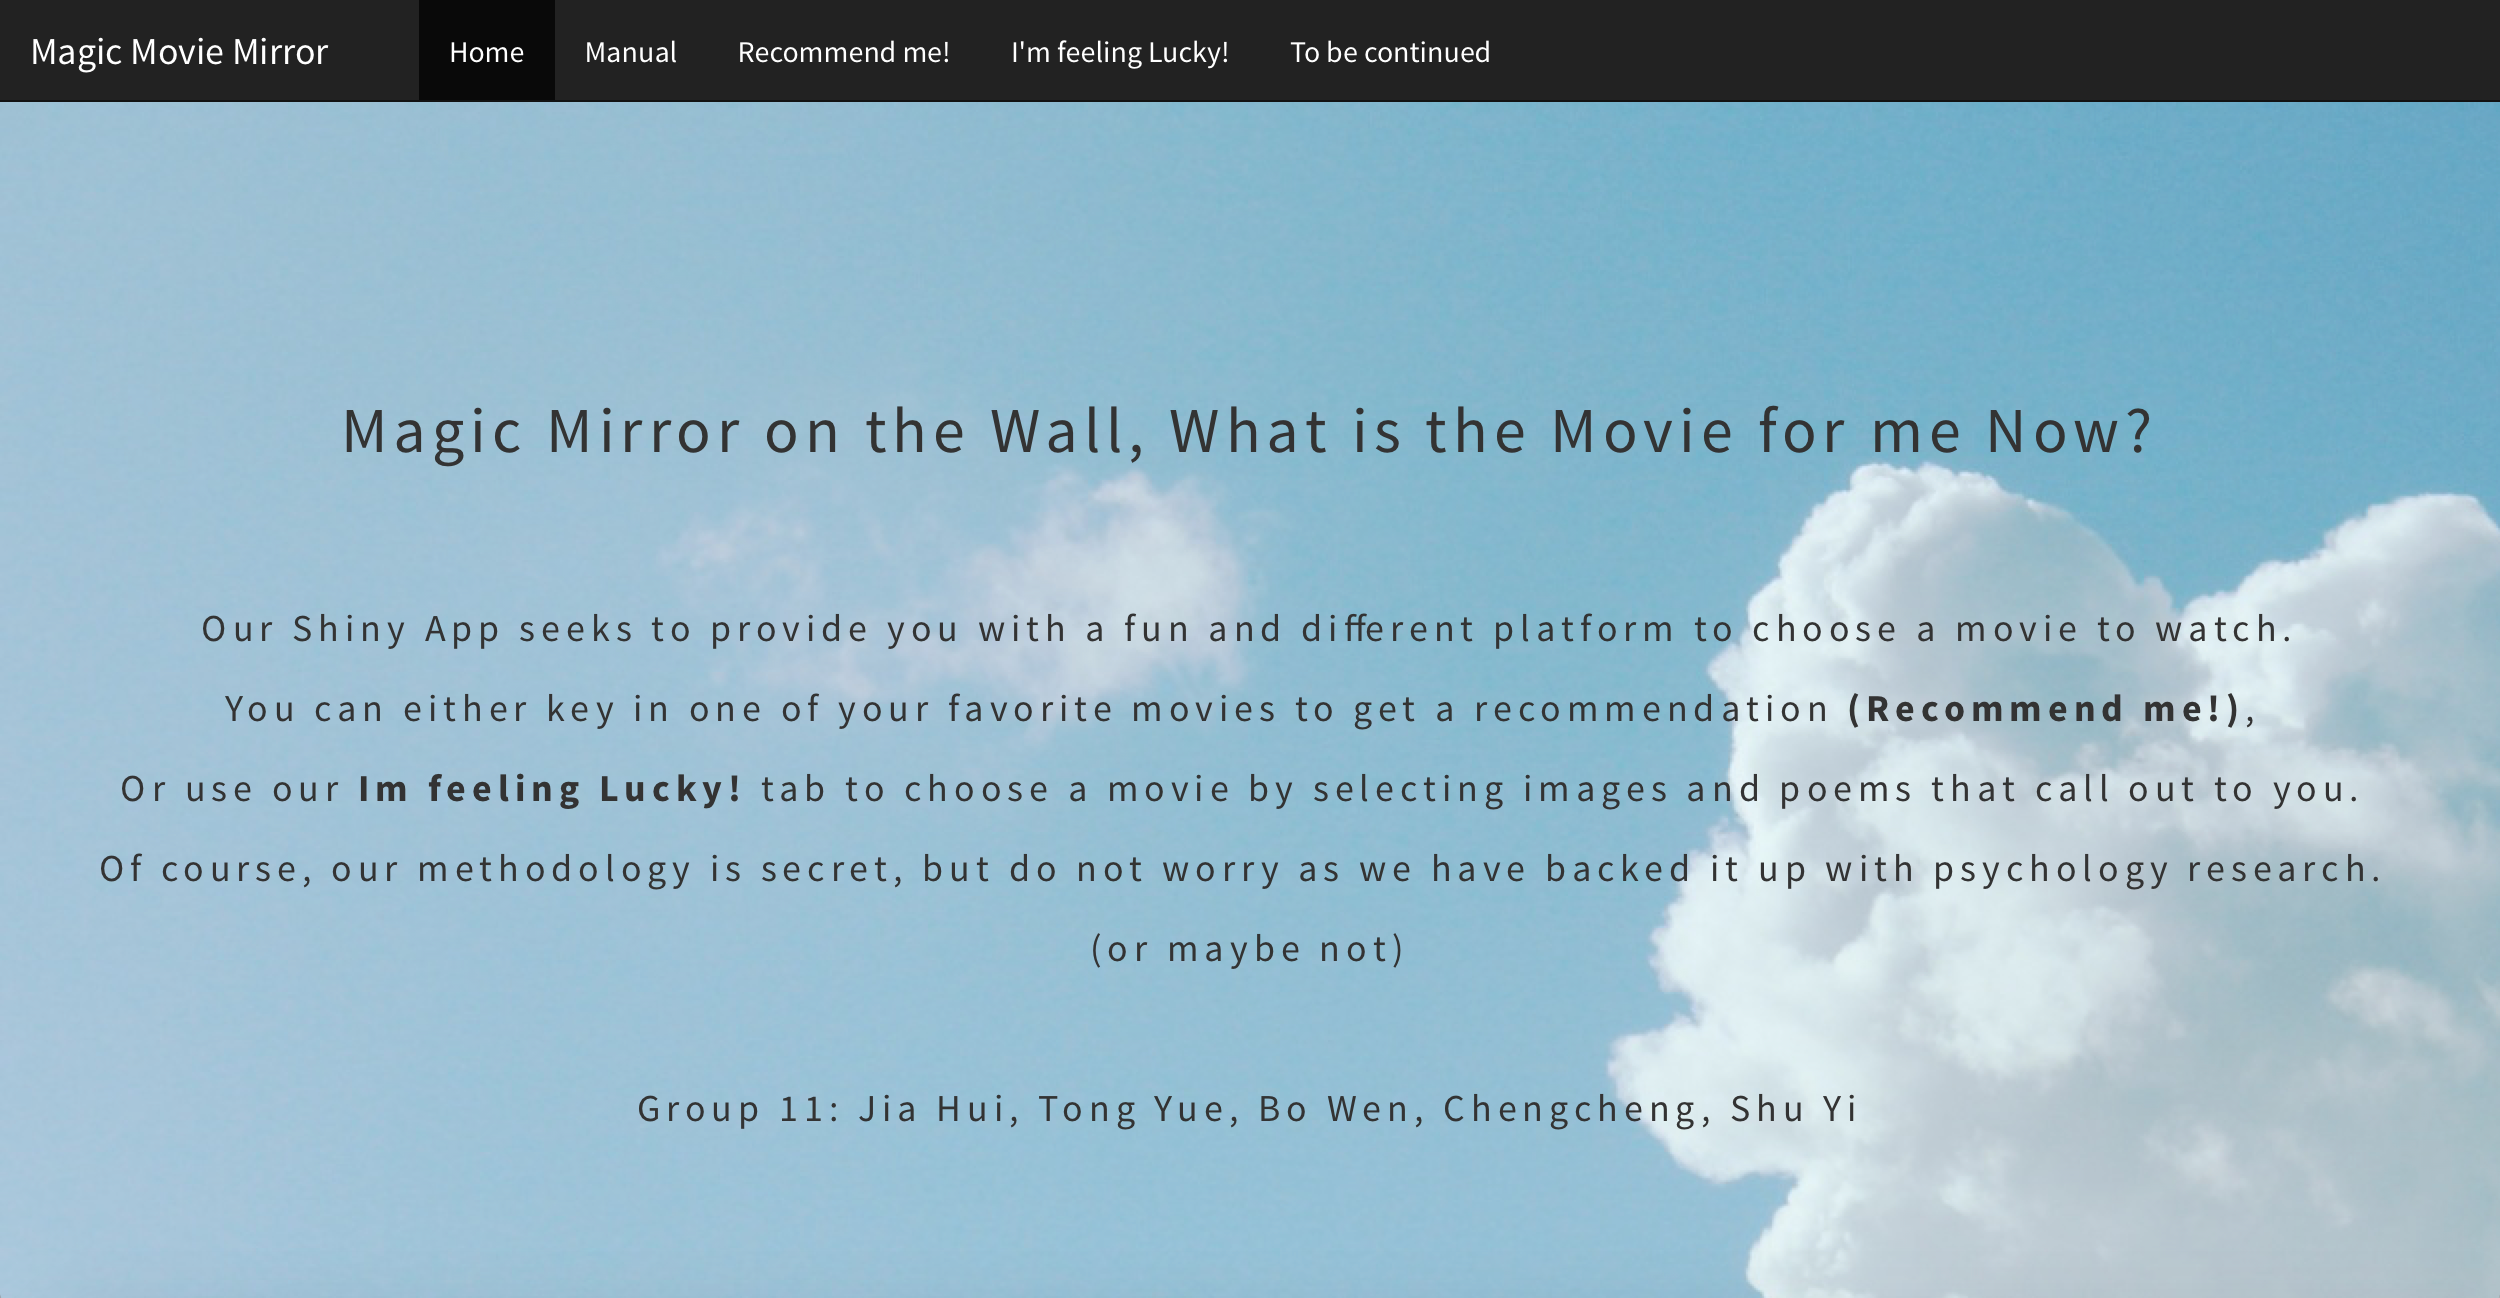 Magic Movie Mirror Home Manual Recommend me! I'm feeling Lucky! To be continued
Magic Mirror on the Wall, What is the Movie for me Now?
Our Shiny App seeks to provide you with a fun and different platform to choose a movie to watch.
You can either key in one of your favorite movies to get a recommendation (Recommend me!),
Or use our Im feeling Lucky! tab to choose a movie by selecting images and poems that call out to you.
Of course, our methodology is secret, but do not worry as we have backed it up with psychology research.
(or maybe not)
Group 11: Jia Hui, Tong Yue, Bo Wen, Chengcheng, Shu Yi